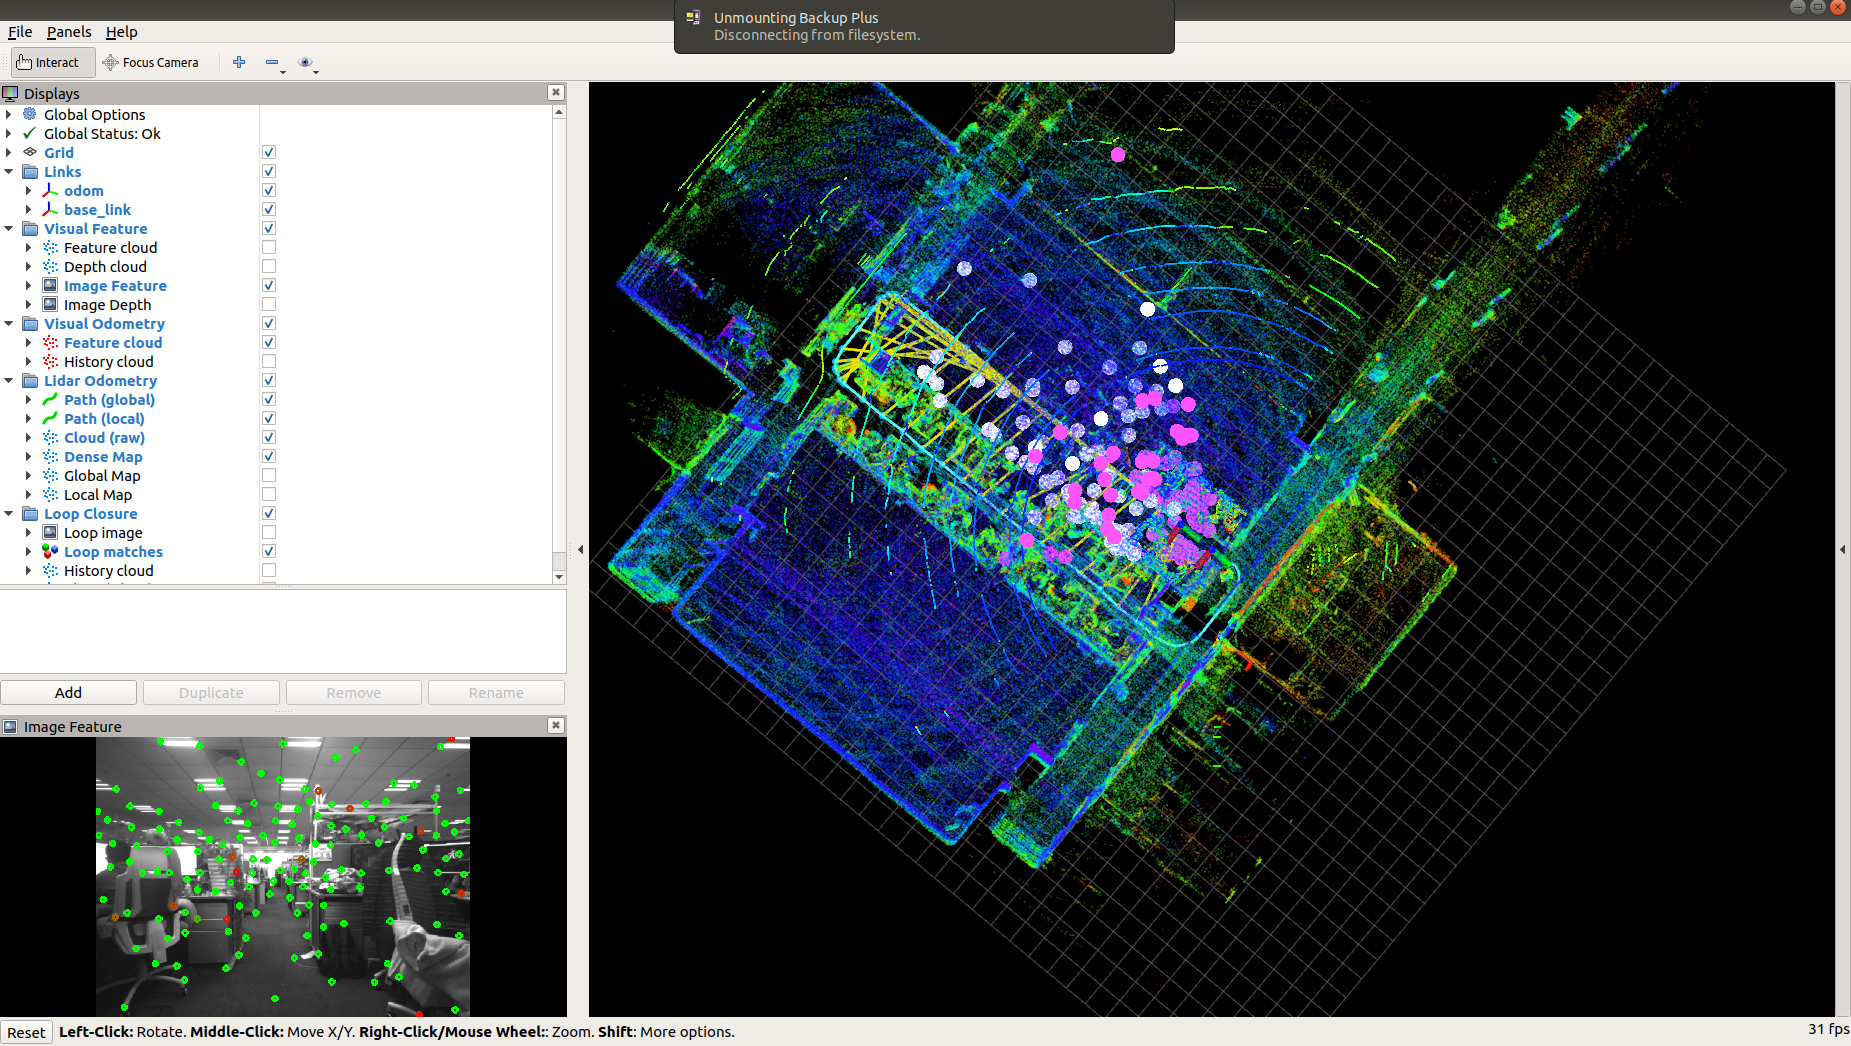 Unmounting Backup Plus
Disconnecting from filesystem.
File Panels Help
Interact Focus Camera
Displays
Global Options
Global Status: Ok
Grid
Links
odom
base_link
Visual Feature
Feature cloud
Depth cloud
Image Feature
Image Depth
Visual Odometry
Feature cloud
History cloud
Lidar Odometry
Path (global)
Path (local)
Cloud (raw)
Dense Map
Global Map
Local Map
Loop Closure
Loop image
Loop matches
History cloud
Add Duplicate Remove Rename
Image Feature
Reset Left-Click: Rotate. Middle-Click: Move X/Y. Right-Click/Mouse Wheel:: Zoom. Shift: More options. 31 fps